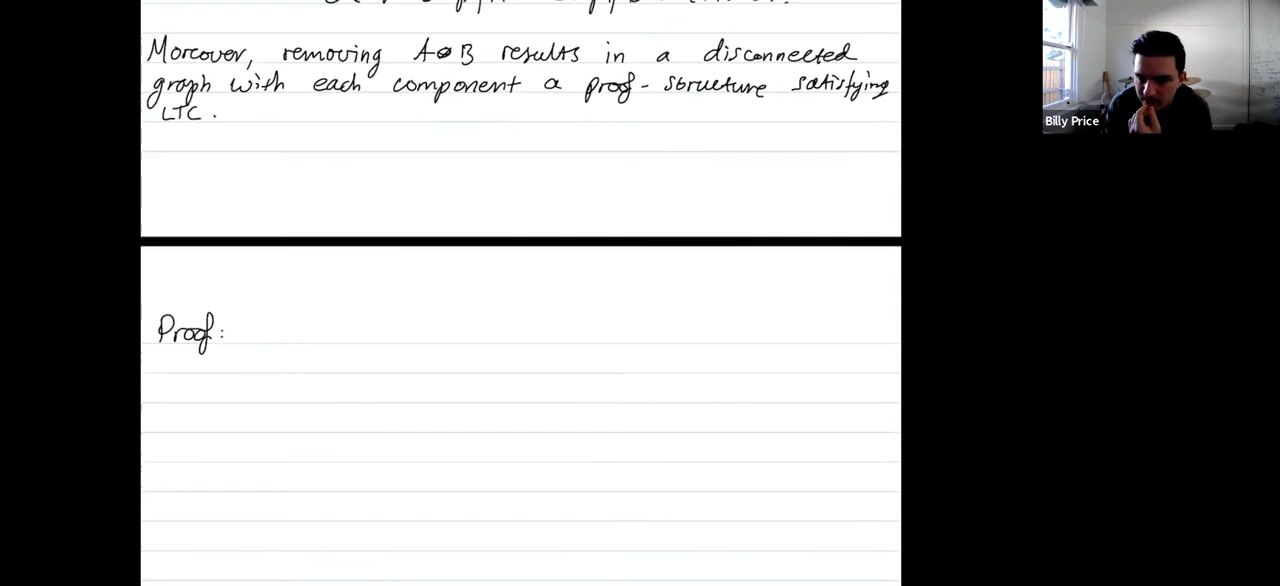 Moreover, removing A⊗B results in a disconnected
graph with each component a proof-structure satisfying
LTC.
Billy Price
Proof: